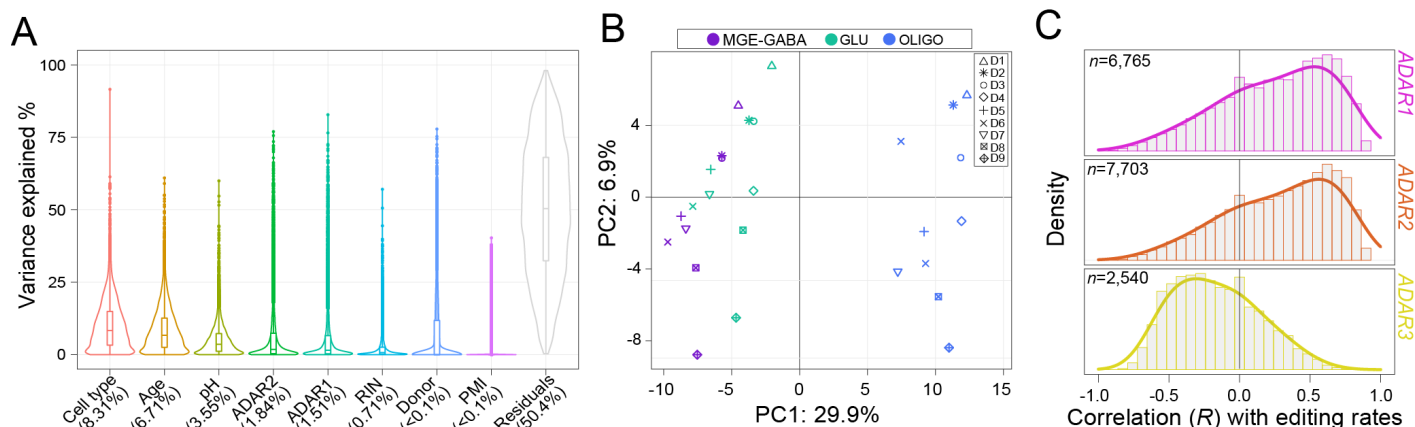 A
Variance explained %
100
75
50
25
0
Cell type
(8.31%)
Age
(6.71%)
pH
(3.55%)
ADAR2
(1.84%)
ADAR1
(1.51%)
RIN
(0.71%)
Donor
(<0.1%)
PMI
(<0.1%)
Residuals
(50.4%)
B
MGE-GABA GLU OLIGO
D1
D2
D3
D4
D5
D6
D7
D8
D9
PC2: 6.9%
4
0
-4
-8
-10 -5 0 5 10 15
PC1: 29.9%
C
Density
n=6,765
ADAR1
n=7,703
ADAR2
n=2,540
ADAR3
-1.0 -0.5 0.0 0.5 1.0
Correlation (R) with editing rates